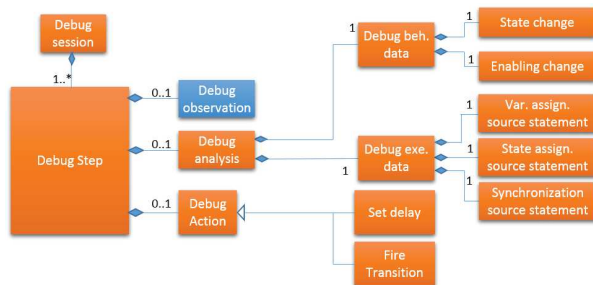 Debug
session
1..*
Debug Step
0..1
Debug
observation
0..1
Debug
analysis
0..1
Debug
Action
1
Debug beh.
data
1
State change
1
Enabling change
1
Debug exe.
data
1
Var. assign.
source statement
1
State assign.
source statement
1
Synchronization
source statement
Set delay
Fire
Transition